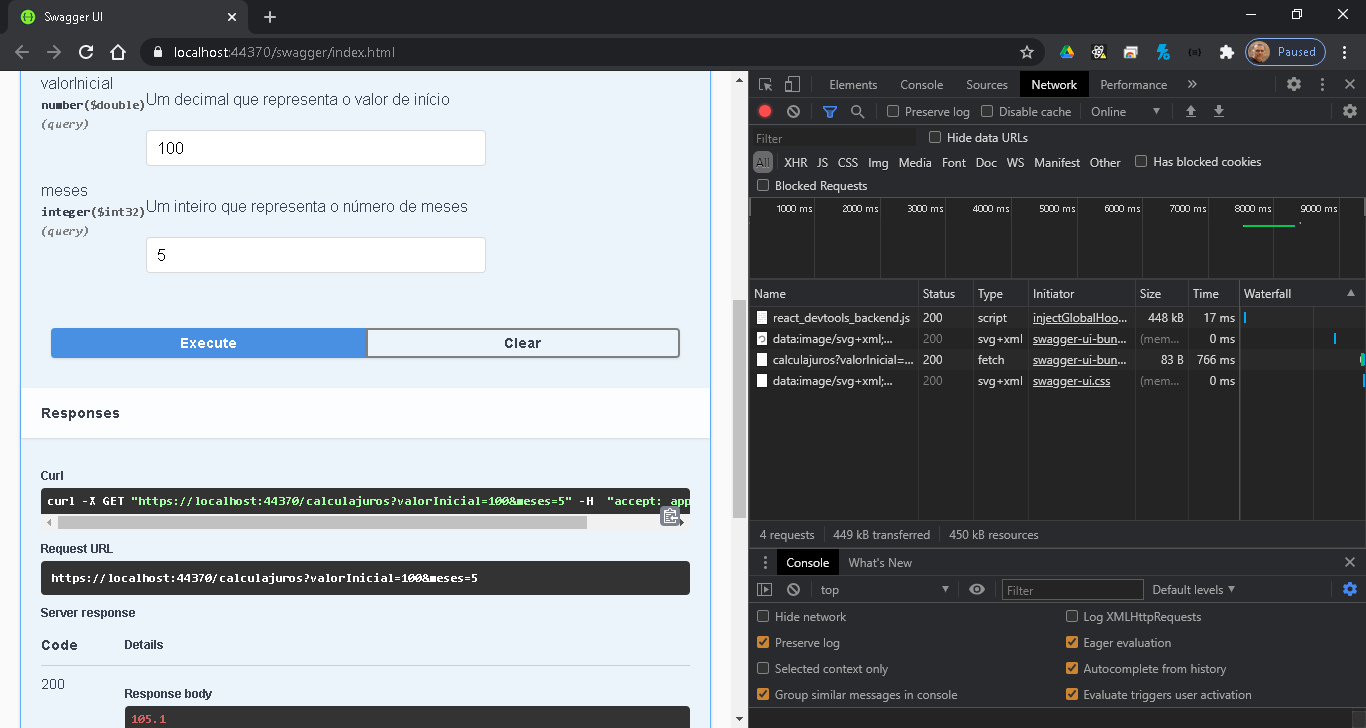 Swagger UI
localhost:44370/swagger/index.html
Paused
valorInicial
number($double)
(query)
Um decimal que representa o valor de início
100
meses
integer($int32)
(query)
Um inteiro que representa o número de meses
5
Execute
Clear
Responses
Curl
curl -X GET "https://localhost:44370/calculajuros?valorInicial=100&meses=5" -H "accept: app
Request URL
https://localhost:44370/calculajuros?valorInicial=100&meses=5
Server response
Code Details
200
Response body
105.1
Elements Console Sources Network Performance
Preserve log Disable cache Online
Filter Hide data URLs
All XHR JS CSS Img Media Font Doc WS Manifest Other Has blocked cookies
Blocked Requests
1000 ms 2000 ms 3000 ms 4000 ms 5000 ms 6000 ms 7000 ms 8000 ms 9000 ms
Name Status Type Initiator Size Time Waterfall
react_devtools_backend.js 200 script injectGlobalHoo... 448 kB 17 ms
data:image/svg+xml;... 200 svg+xml swagger-ui-bun... (mem... 0 ms
calculajuros?valorInicial=... 200 fetch swagger-ui-bun... 83 B 766 ms
data:image/svg+xml;... 200 svg+xml swagger-ui.css (mem... 0 ms
4 requests 449 kB transferred 450 kB resources
Console What's New
top Filter Default levels
Hide network Log XMLHttpRequests
Preserve log Eager evaluation
Selected context only Autocomplete from history
Group similar messages in console Evaluate triggers user activation